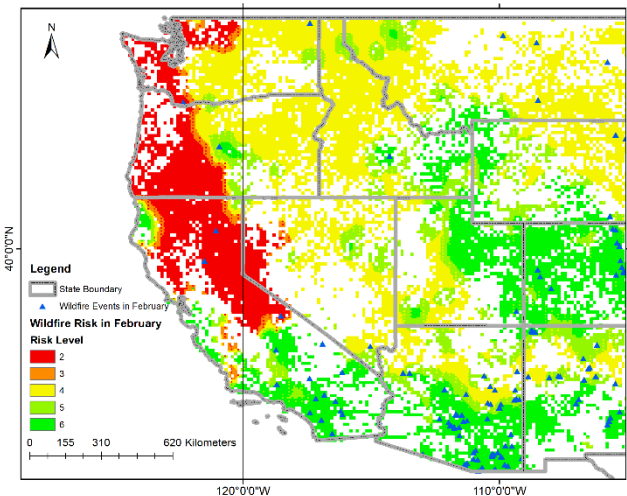 N
40°0'0"N
Legend
State Boundary
Wildfire Events in February
Wildfire Risk in February
Risk Level
2
3
4
5
6
0 155 310 620 Kilometers
120°0'0"W 110°0'0"W